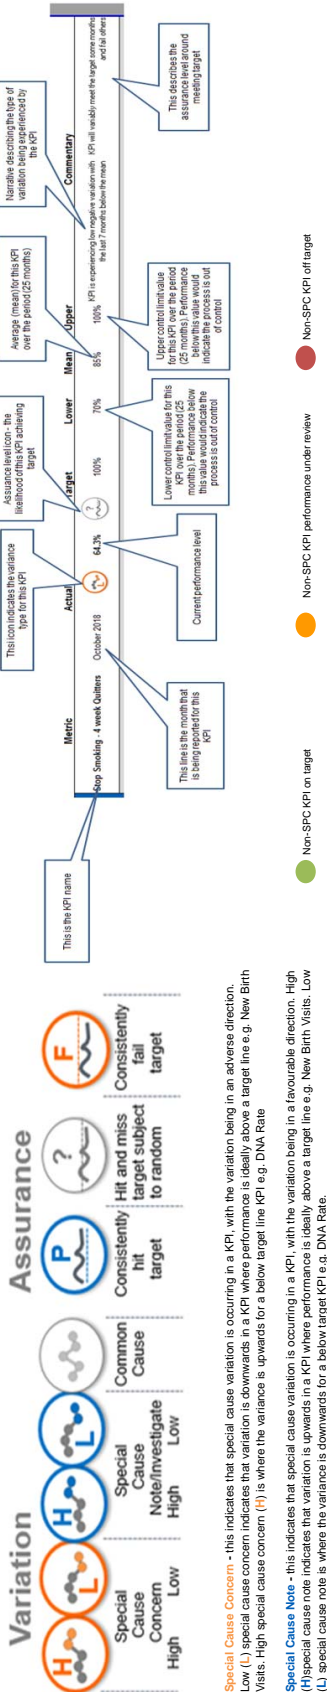 Variation
Assurance
H
L
H
L
P
?
F
Special
Cause
Concern
High Low
Special
Cause
Note/Investigate
High Low
Common
Cause
Consistently
hit
target
Hit and miss
target subject
to random
Consistently
fail
target
Special Cause Concern - this indicates that special cause variation is occurring in a KPI, with the variation being in an adverse direction.
Low (L) special cause concern indicates that variation is downwards in a KPI where performance is ideally above a target line e.g. New Birth
Visits. High special cause concern (H) is where the variance is upwards for a below target line KPI e.g. DNA Rate
Special Cause Note - this indicates that special cause variation is occurring in a KPI, with the variation being in a favourable direction. High
(H)special cause note indicates that variation is upwards in a KPI where performance is ideally above a target line e.g. New Birth Visits. Low
(L) special cause note is where the variance is downwards for a below target KPI e.g. DNA Rate.
This is the KPI name
This icon indicates the variance
type for this KPI
Assuance level icon - the
likelihood of this KPI achieving
target
Average (mean) for this KPI
over the period (25 months)
Narrative describing the type of
variation being experienced by
the KPI
Metric Actual Target Lower Mean Upper Commentary
Stop Smoking - 4 week Quitters October 2018 L 64.3% ? 100% 70% 85% 100%
KPI is experiencing low negative variation with
the last 7 months below the mean
KPI will variably meet the target some months
and fail others
This line is the month that
is being reported for this
KPI
Current performance level
Lower control limit value for this
KPI over the period (25
months). Performance below
this value would indicate the
process is out of control
Upper control limit value
for this KPI over the period
(25 months). Performance
below this value would
indicate the process is out
of control
This describes the
assurance level around
meeting target
Non-SPC KPI on target
Non-SPC KPI performance under review
Non-SPC KPI off target